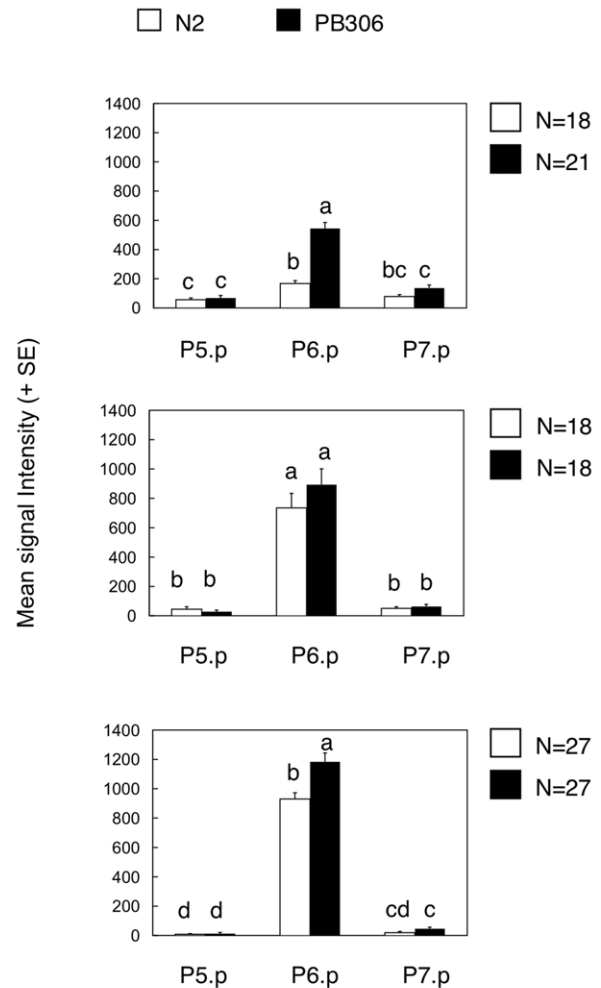 N2 PB306
1400
1200
1000
800
600
400
200
0
c c b a bc c
P5.p P6.p P7.p
N=18
N=21
Mean signal Intensity (+ SE)
1400
1200
1000
800
600
400
200
0
b b a a b b
P5.p P6.p P7.p
N=18
N=18
1400
1200
1000
800
600
400
200
0
d d b a cd c
P5.p P6.p P7.p
N=27
N=27